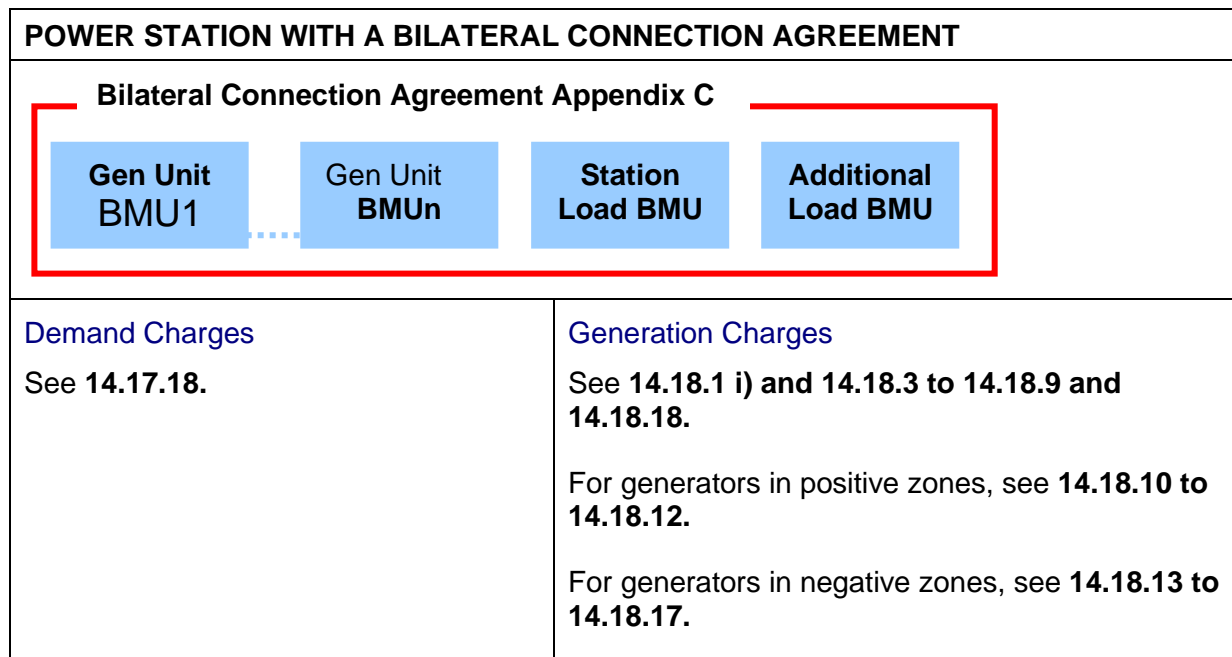 POWER STATION WITH A BILATERAL CONNECTION AGREEMENT
Bilateral Connection Agreement Appendix C
Gen Unit
BMU1
Gen Unit
BMUn
Station
Load BMU
Additional
Load BMU
Demand Charges
See 14.17.18.
Generation Charges
See 14.18.1 i) and 14.18.3 to 14.18.9 and
14.18.18.
For generators in positive zones, see 14.18.10 to
14.18.12.
For generators in negative zones, see 14.18.13 to
14.18.17.